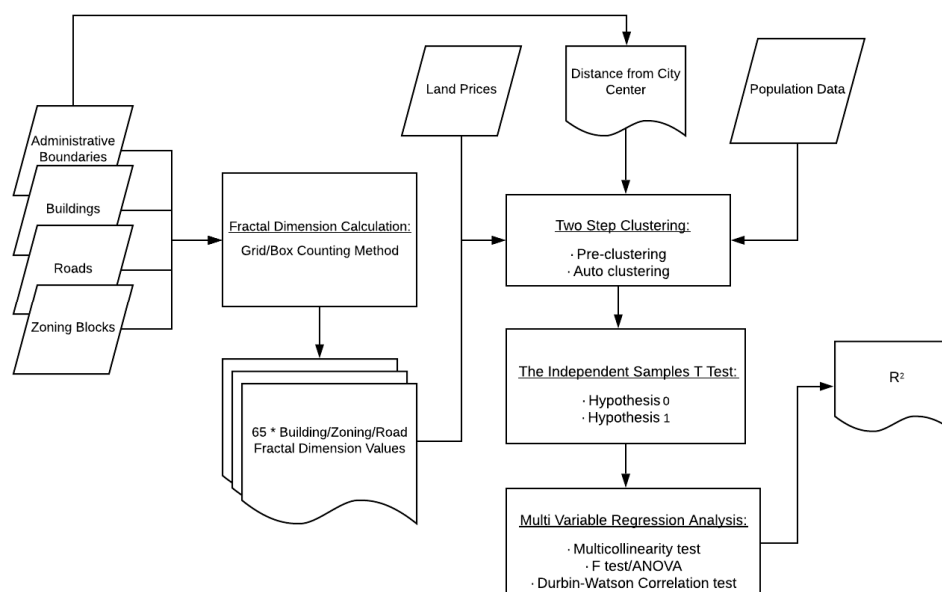 Administrative
Boundaries
Buildings
Roads
Zoning Blocks
Land Prices
Distance from City
Center
Population Data
Fractal Dimension Calculation:
Grid/Box Counting Method
65 * Building/Zoning/Road
Fractal Dimension Values
Two Step Clustering:
· Pre-clustering
· Auto clustering
The Independent Samples T Test:
· Hypothesis 0
· Hypothesis 1
Multi Variable Regression Analysis:
· Multicollinearity test
· F test/ANOVA
· Durbin-Watson Correlation test
R²